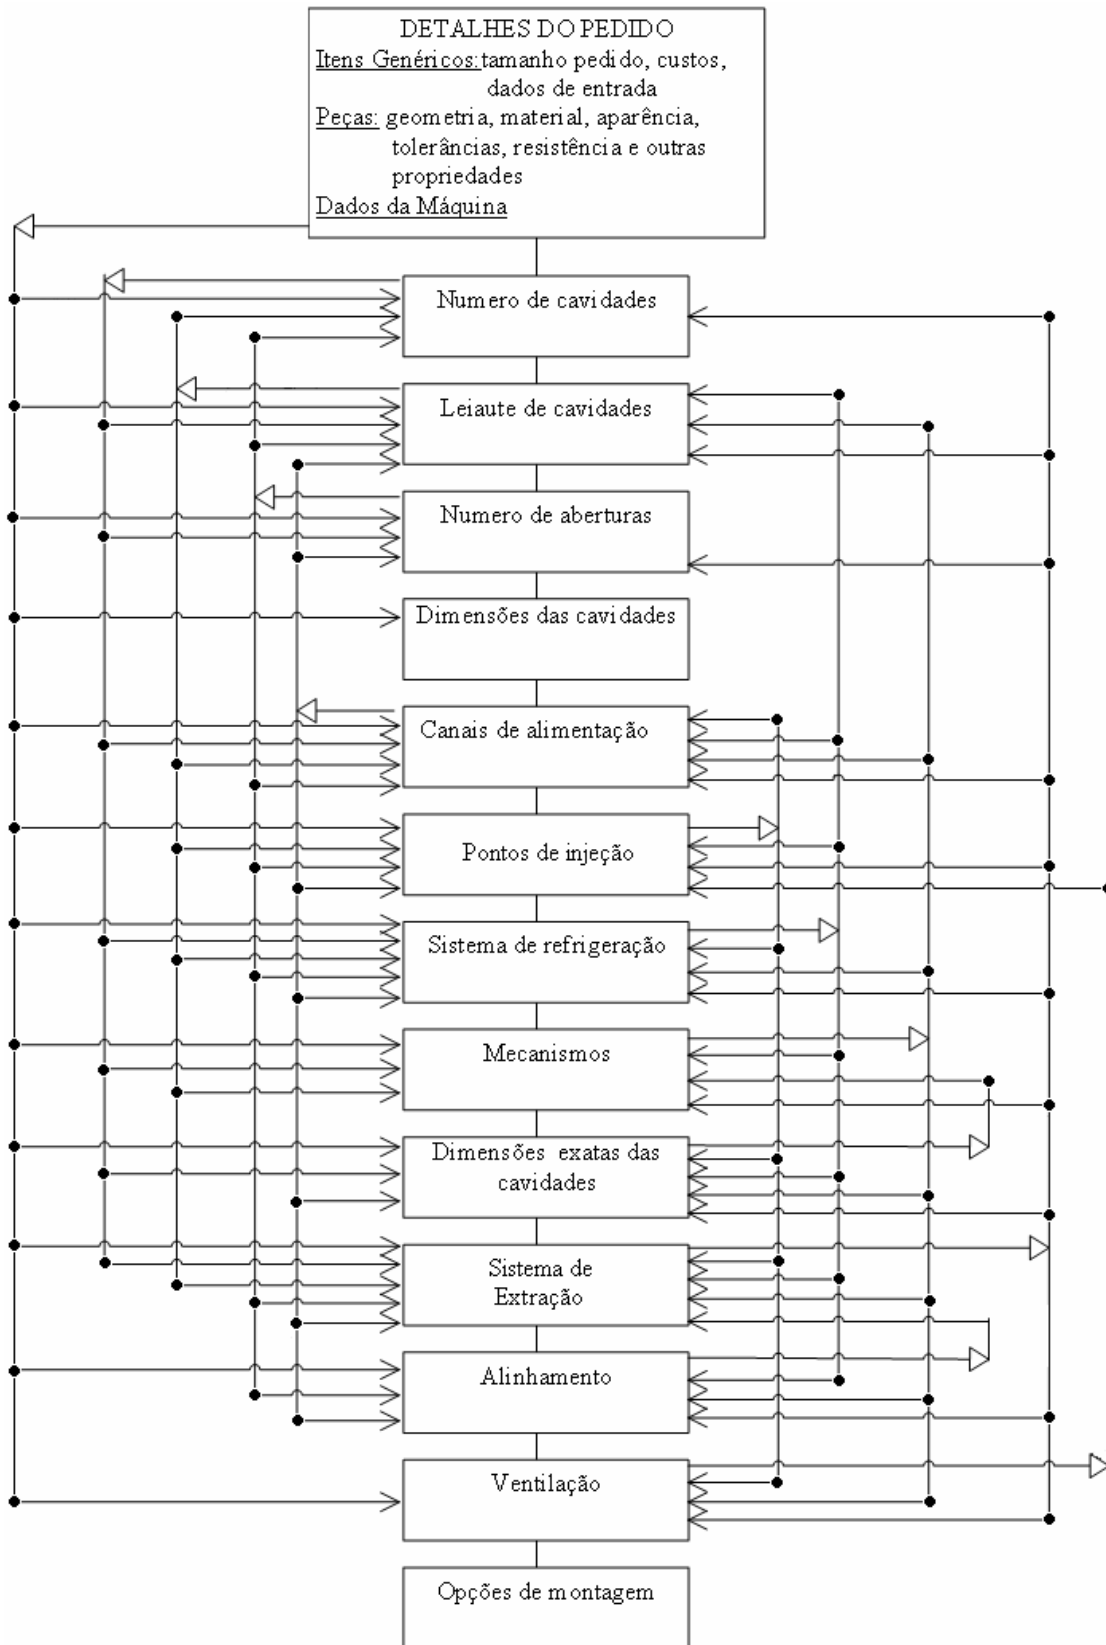 DETALHES DO PEDIDO
Itens Genéricos: tamanho pedido, custos,
dados de entrada
Peças: geometria, material, aparência,
tolerâncias, resistência e outras
propriedades
Dados da Máquina
Numero de cavidades
Leiaute de cavidades
Numero de aberturas
Dimensões das cavidades
Canais de alimentação
Pontos de injeção
Sistema de refrigeração
Mecanismos
Dimensões exatas das
cavidades
Sistema de
Extração
Alinhamento
Ventilação
Opções de montagem